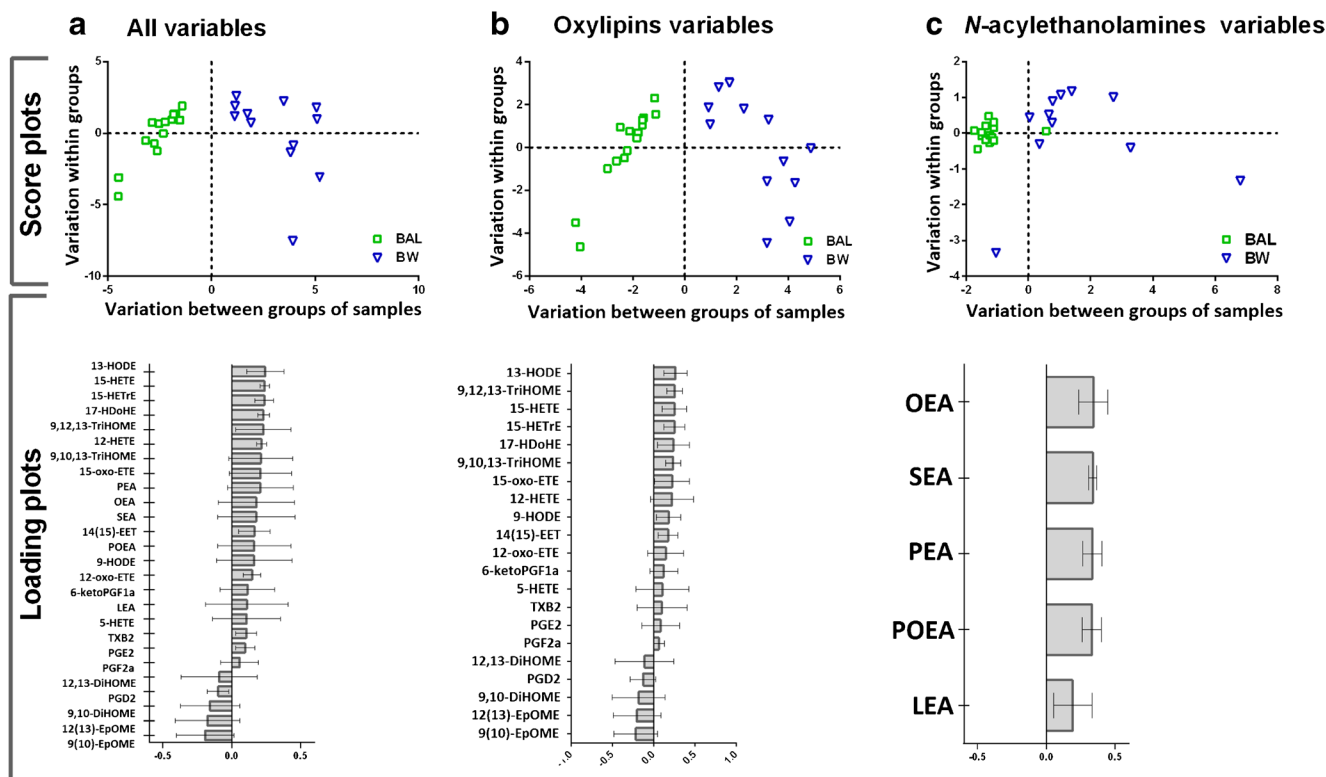 a All variables
b Oxylipins variables
c N-acylethanolamines variables
Score plots
Variation within groups
5
0
-5
-10
-5
0
5
10
BAL
BW
Variation between groups of samples
Variation within groups
4
2
0
-2
-4
-6
-6
-4
-2
0
2
4
6
BAL
BW
Variation between groups of samples
Variation within groups
2
1
0
-1
-2
-3
-4
-2
0
2
4
6
8
BAL
BW
Variation between groups of samples
Loading plots
13-HODE
15-HETE
15-HETrE
17-HDoHE
9,12,13-TriHOME
12-HETE
9,10,13-TriHOME
15-oxo-ETE
PEA
OEA
SEA
14(15)-EET
POEA
9-HODE
12-oxo-ETE
6-ketoPGF1a
LEA
5-HETE
TXB2
PGE2
PGF2a
12,13-DiHOME
PGD2
9,10-DiHOME
12(13)-EpOME
9(10)-EpOME
-0.5
0.0
0.5
13-HODE
9,12,13-TriHOME
15-HETE
15-HETrE
17-HDoHE
9,10,13-TriHOME
15-oxo-ETE
12-HETE
9-HODE
14(15)-EET
12-oxo-ETE
6-ketoPGF1a
5-HETE
TXB2
PGE2
PGF2a
12,13-DiHOME
PGD2
9,10-DiHOME
12(13)-EpOME
9(10)-EpOME
-0.5
0.0
0.5
1.0
OEA
SEA
PEA
POEA
LEA
-0.5
0.0
0.5